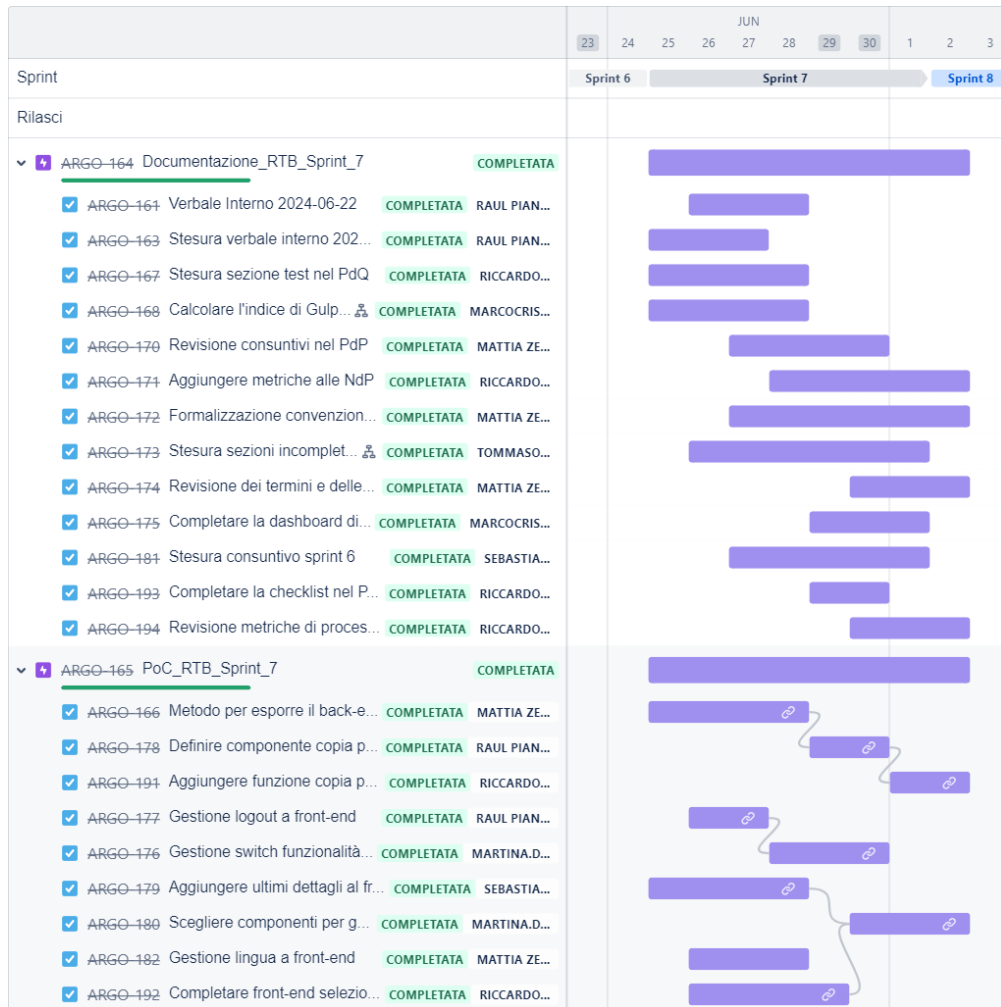 JUN
23 24 25 26 27 28 29 30 1 2 3
Sprint Sprint 6 Sprint 7 Sprint 8
Rilasci
ARGO-164 Documentazione_RTB_Sprint_7 COMPLETATA
ARGO-161 Verbale Interno 2024-06-22 COMPLETATA RAUL PIAN...
ARGO-163 Stesura verbale interno 202... COMPLETATA RAUL PIAN...
ARGO-167 Stesura sezione test nel PdQ COMPLETATA RICCARDO...
ARGO-168 Calcolare l'indice di Gulp... COMPLETATA MARCOCRIS...
ARGO-170 Revisione consuntivi nel PdP COMPLETATA MATTIA ZE...
ARGO-171 Aggiungere metriche alle NdP COMPLETATA RICCARDO...
ARGO-172 Formalizzazione convenzion... COMPLETATA MATTIA ZE...
ARGO-173 Stesura sezioni incomplet... COMPLETATA TOMMASO...
ARGO-174 Revisione dei termini e delle... COMPLETATA MATTIA ZE...
ARGO-175 Completare la dashboard di... COMPLETATA MARCOCRIS...
ARGO-181 Stesura consuntivo sprint 6 COMPLETATA SEBASTIA...
ARGO-193 Completare la checklist nel P... COMPLETATA RICCARDO...
ARGO-194 Revisione metriche di proces... COMPLETATA RICCARDO...
ARGO-165 PoC_RTB_Sprint_7 COMPLETATA
ARGO-166 Metodo per esporre il back-e... COMPLETATA MATTIA ZE...
ARGO-178 Definire componente copia p... COMPLETATA RAUL PIAN...
ARGO-191 Aggiungere funzione copia p... COMPLETATA RICCARDO...
ARGO-177 Gestione logout a front-end COMPLETATA RAUL PIAN...
ARGO-176 Gestione switch funzionalità... COMPLETATA MARTINA.D...
ARGO-179 Aggiungere ultimi dettagli al fr... COMPLETATA SEBASTIA...
ARGO-180 Scegliere componenti per g... COMPLETATA MARTINA.D...
ARGO-182 Gestione lingua a front-end COMPLETATA MATTIA ZE...
ARGO-192 Completare front-end selezio... COMPLETATA RICCARDO...